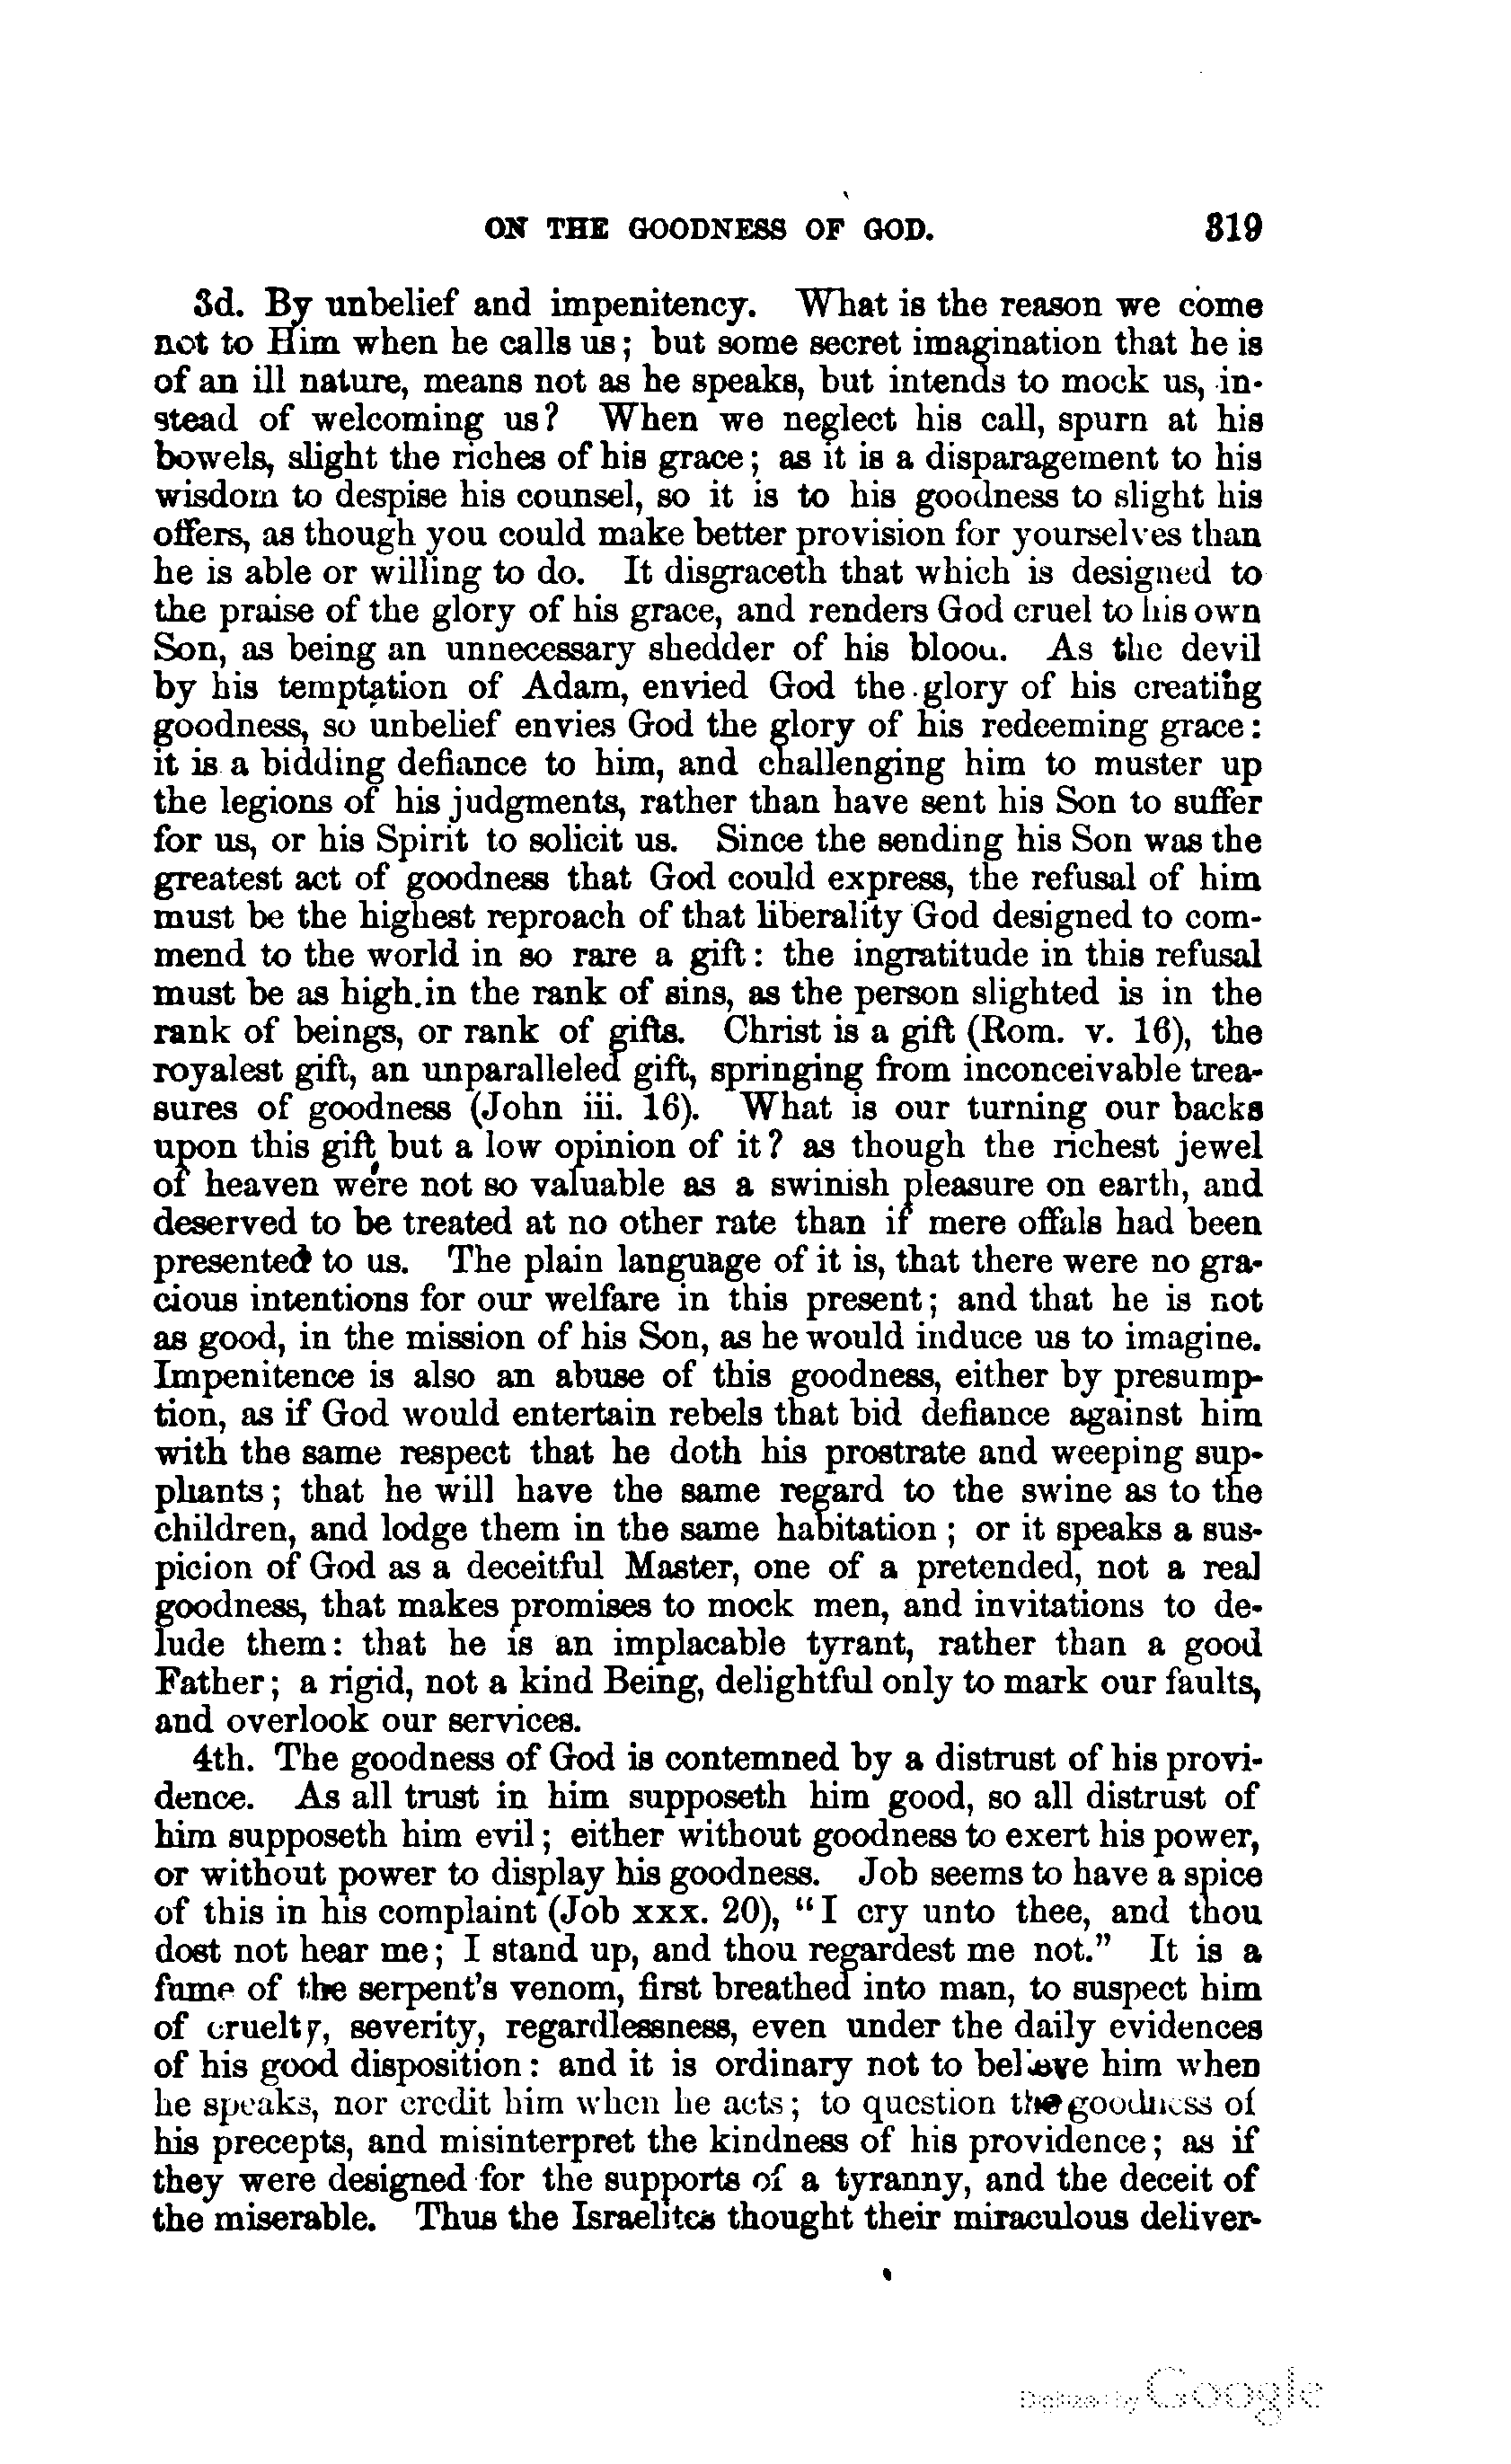 ON THE GOODNESS OF GOD. 319
3d. By unbelief and impenitency. What is the reason we come
not to Him when he calls us; but some secret imagination that he is
of an ill nature, means not as he speaks, but intends to mock us, in-
stead of welcoming us? When we neglect his call, spurn at his
bowels, slight the riches of his grace; as it is a disparagement to his
wisdom to despise his counsel, so it is to his goodness to slight his
offers, as though you could make better provision for yourselves than
he is able or willing to do. It disgraceth that which is designed to
the praise of the glory of his grace, and renders God cruel to his own
Son, as being an unnecessary shedder of his blood. As the devil
by his temptation of Adam, envied God the glory of his creating
goodness, so unbelief envies God the glory of his redeeming grace:
it is a bidding defiance to him, and challenging him to muster up
the legions of his judgments, rather than have sent his Son to suffer
for us, or his Spirit to solicit us. Since the sending his Son was the
greatest act of goodness that God could express, the refusal of him
must be the highest reproach of that liberality God designed to com-
mend to the world in so rare a gift: the ingratitude in this refusal
must be as high in the rank of sins, as the person slighted is in the
rank of beings, or rank of gifts. Christ is a gift (Rom. v. 16), the
royalest gift, an unparalleled gift, springing from inconceivable trea-
sures of goodness (John iii. 16). What is our turning our backs
upon this gift but a low opinion of it? as though the richest jewel
of heaven were not so valuable as a swinish pleasure on earth, and
deserved to be treated at no other rate than if mere offals had been
presented to us. The plain language of it is, that there were no gra-
cious intentions for our welfare in this present; and that he is not
as good, in the mission of his Son, as he would induce us to imagine.
Impenitence is also an abuse of this goodness, either by presump-
tion, as if God would entertain rebels that bid defiance against him
with the same respect that he doth his prostrate and weeping sup-
pliants; that he will have the same regard to the swine as to the
children, and lodge them in the same habitation; or it speaks a sus-
picion of God as a deceitful Master, one of a pretended, not a real
goodness, that makes promises to mock men, and invitations to de-
lude them: that he is an implacable tyrant, rather than a good
Father; a rigid, not a kind Being, delightful only to mark our faults,
and overlook our services.
4th. The goodness of God is contemned by a distrust of his provi-
dence. As all trust in him supposeth him good, so all distrust of
him supposeth him evil; either without goodness to exert his power,
or without power to display his goodness. Job seems to have a spice
of this in his complaint (Job xxx. 20), "I cry unto thee, and thou
dost not hear me; I stand up, and thou regardest me not." It is a
fume of the serpent's venom, first breathed into man, to suspect him
of cruelty, severity, regardlessness, even under the daily evidences
of his good disposition: and it is ordinary not to believe him when
he speaks, nor credit him when he acts; to question the goodness of
his precepts, and misinterpret the kindness of his providence; as if
they were designed for the supports of a tyranny, and the deceit of
the miserable. Thus the Israelites thought their miraculous deliver-
Digitized by Google